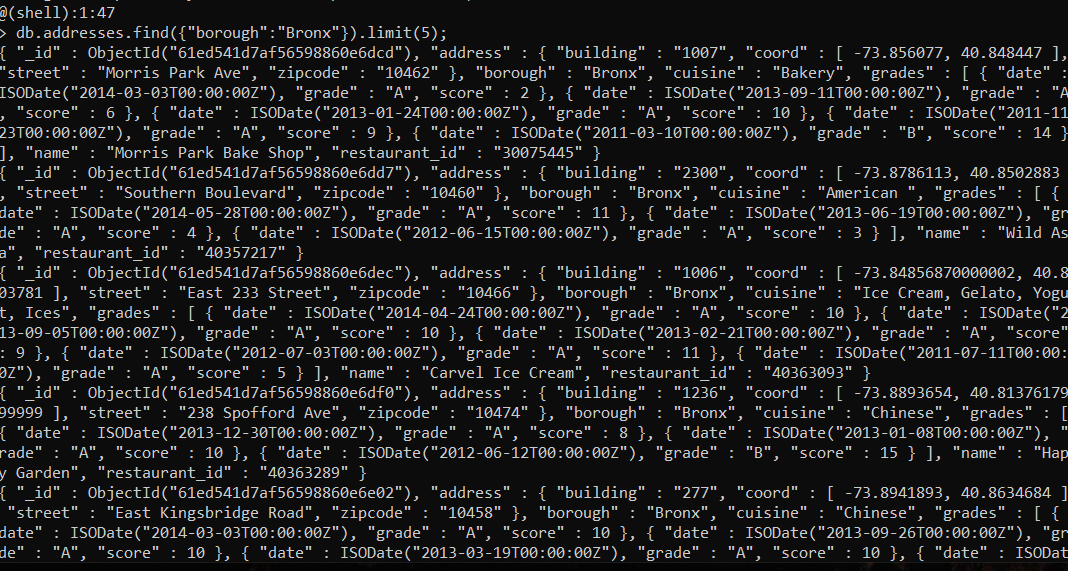 @(shell):1:47
> db.addresses.find({"borough":"Bronx"}).limit(5);
{ "_id" : ObjectId("61ed541d7af56598860e6dcd"), "address" : { "building" : "1007", "coord" : [ -73.856077, 40.848447 ],
"street" : "Morris Park Ave", "zipcode" : "10462" }, "borough" : "Bronx", "cuisine" : "Bakery", "grades" : [ { "date" :
ISODate("2014-03-03T00:00:00Z"), "grade" : "A", "score" : 2 }, { "date" : ISODate("2013-09-11T00:00:00Z"), "grade" : "A
, "score" : 6 }, { "date" : ISODate("2013-01-24T00:00:00Z"), "grade" : "A", "score" : 10 }, { "date" : ISODate("2011-11
23T00:00:00Z"), "grade" : "A", "score" : 9 }, { "date" : ISODate("2011-03-10T00:00:00Z"), "grade" : "B", "score" : 14 }
], "name" : "Morris Park Bake Shop", "restaurant_id" : "30075445" }
{ "_id" : ObjectId("61ed541d7af56598860e6dd7"), "address" : { "building" : "2300", "coord" : [ -73.8786113, 40.8502883
, "street" : "Southern Boulevard", "zipcode" : "10460" }, "borough" : "Bronx", "cuisine" : "American ", "grades" : [ {
date" : ISODate("2014-05-28T00:00:00Z"), "grade" : "A", "score" : 11 }, { "date" : ISODate("2013-06-19T00:00:00Z"), "gr
de" : "A", "score" : 4 }, { "date" : ISODate("2012-06-15T00:00:00Z"), "grade" : "A", "score" : 3 } ], "name" : "Wild As
a", "restaurant_id" : "40357217" }
{ "_id" : ObjectId("61ed541d7af56598860e6dec"), "address" : { "building" : "1006", "coord" : [ -73.84856870000002, 40.8
03781 ], "street" : "East 233 Street", "zipcode" : "10466" }, "borough" : "Bronx", "cuisine" : "Ice Cream, Gelato, Yogu
t, Ices", "grades" : [ { "date" : ISODate("2014-04-24T00:00:00Z"), "grade" : "A", "score" : 10 }, { "date" : ISODate("2
13-09-05T00:00:00Z"), "grade" : "A", "score" : 10 }, { "date" : ISODate("2013-02-21T00:00:00Z"), "grade" : "A", "score"
: 9 }, { "date" : ISODate("2012-07-03T00:00:00Z"), "grade" : "A", "score" : 11 }, { "date" : ISODate("2011-07-11T00:00:
0Z"), "grade" : "A", "score" : 5 } ], "name" : "Carvel Ice Cream", "restaurant_id" : "40363093" }
{ "_id" : ObjectId("61ed541d7af56598860e6df0"), "address" : { "building" : "1236", "coord" : [ -73.8893654, 40.81376179
99999 ], "street" : "238 Spofford Ave", "zipcode" : "10474" }, "borough" : "Bronx", "cuisine" : "Chinese", "grades" : [
{ "date" : ISODate("2013-12-30T00:00:00Z"), "grade" : "A", "score" : 8 }, { "date" : ISODate("2013-01-08T00:00:00Z"), "
rade" : "A", "score" : 10 }, { "date" : ISODate("2012-06-12T00:00:00Z"), "grade" : "B", "score" : 15 } ], "name" : "Hap
y Garden", "restaurant_id" : "40363289" }
{ "_id" : ObjectId("61ed541d7af56598860e6e02"), "address" : { "building" : "277", "coord" : [ -73.8941893, 40.8634684 ]
"street" : "East Kingsbridge Road", "zipcode" : "10458" }, "borough" : "Bronx", "cuisine" : "Chinese", "grades" : [ {
date" : ISODate("2014-03-03T00:00:00Z"), "grade" : "A", "score" : 10 }, { "date" : ISODate("2013-09-26T00:00:00Z"), "gr
de" : "A", "score" : 10 }, { "date" : ISODate("2013-03-19T00:00:00Z"), "grade" : "A", "score" : 10 }, { "date" : ISODat